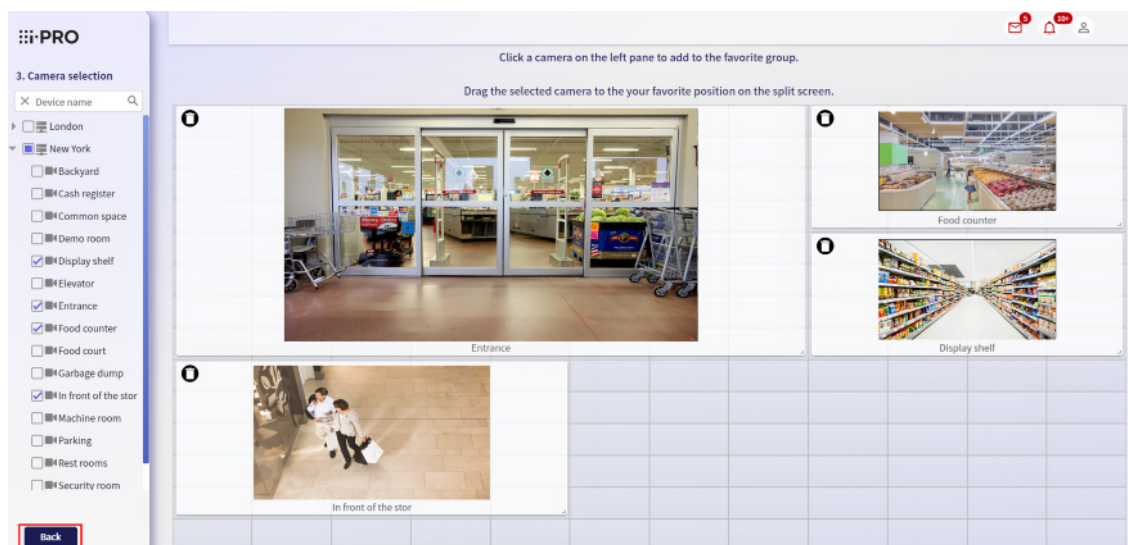 i-PRO
5
10+
3. Camera selection
Device name
London
New York
Backyard
Cash register
Common space
Demo room
Display shelf
Elevator
Entrance
Food counter
Food court
Garbage dump
In front of the stor
Machine room
Parking
Rest rooms
Security room
Back
Click a camera on the left pane to add to the favorite group.
Drag the selected camera to the your favorite position on the split screen.
Entrance
Food counter
Display shelf
In front of the stor